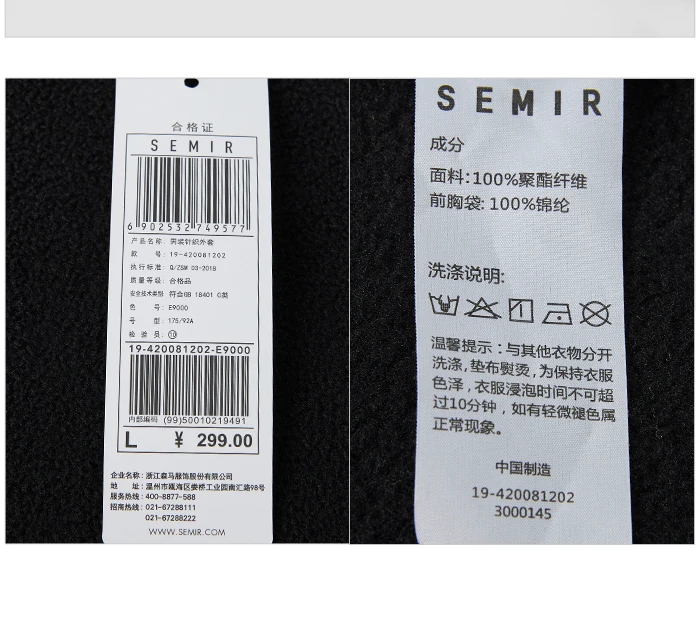 合格证
SEMIR
6 902532 749577
产品名称: 男装针织外套
款 号: 19-420081202
执行标准: Q/ZSM 03-2018
质量等级: 合格品
安全技术类别: 符合GB 18401 C类
色 号: E9000
号 型: 175/92A
检 验 员: 10
19-420081202-E9000
内部编码 (99)50010219491
L ¥ 299.00
企业名称: 浙江森马服饰股份有限公司
地 址: 温州市瓯海区娄桥工业园南汇路98号
服务热线: 400-8877-588
招商热线: 021-67288111
021-67288222
WWW.SEMIR.COM
SEMIR
成分
面料:100%聚酯纤维
前胸袋: 100%锦纶
洗涤说明:
温馨提示:与其他衣物分开
洗涤,垫布熨烫,为保持衣服
色泽,衣服浸泡时间不可超
过10分钟,如有轻微褪色属
正常现象。
中国制造
19-420081202
3000145